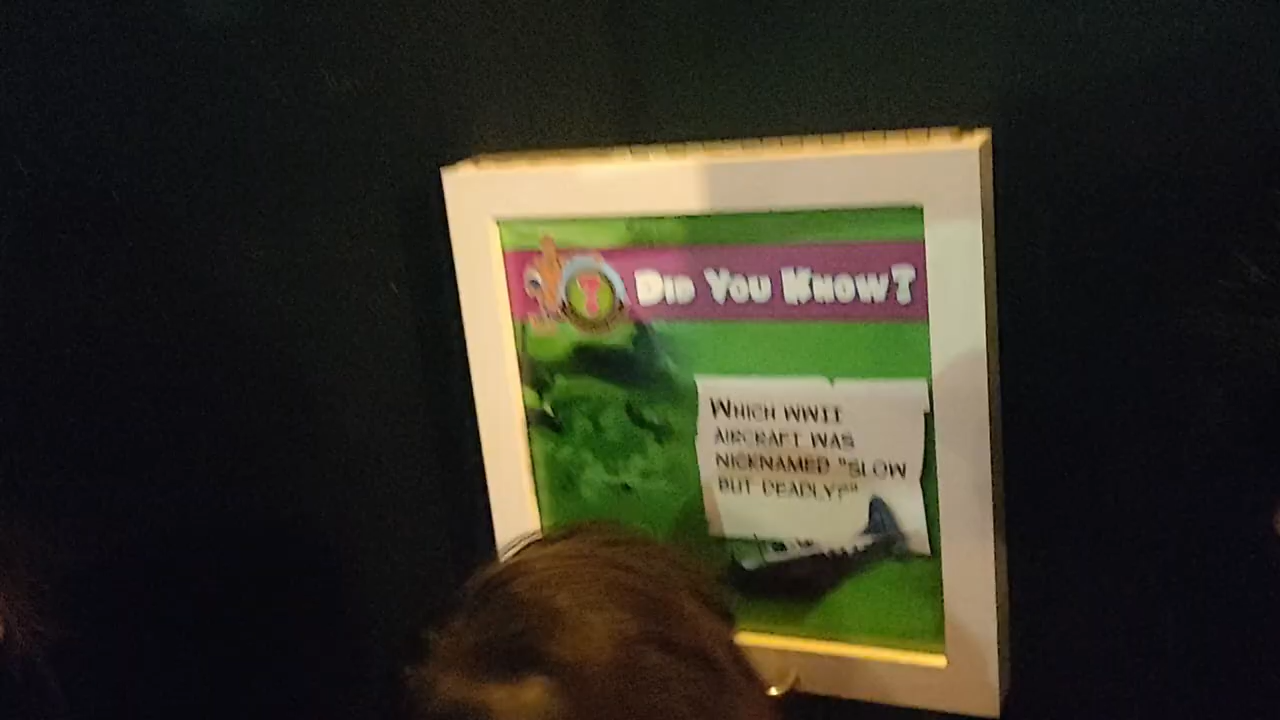 DID YOU KNOW?
WHICH WWII
AIRCRAFT WAS
NICKNAMED "SLOW
BUT DEADLY?"